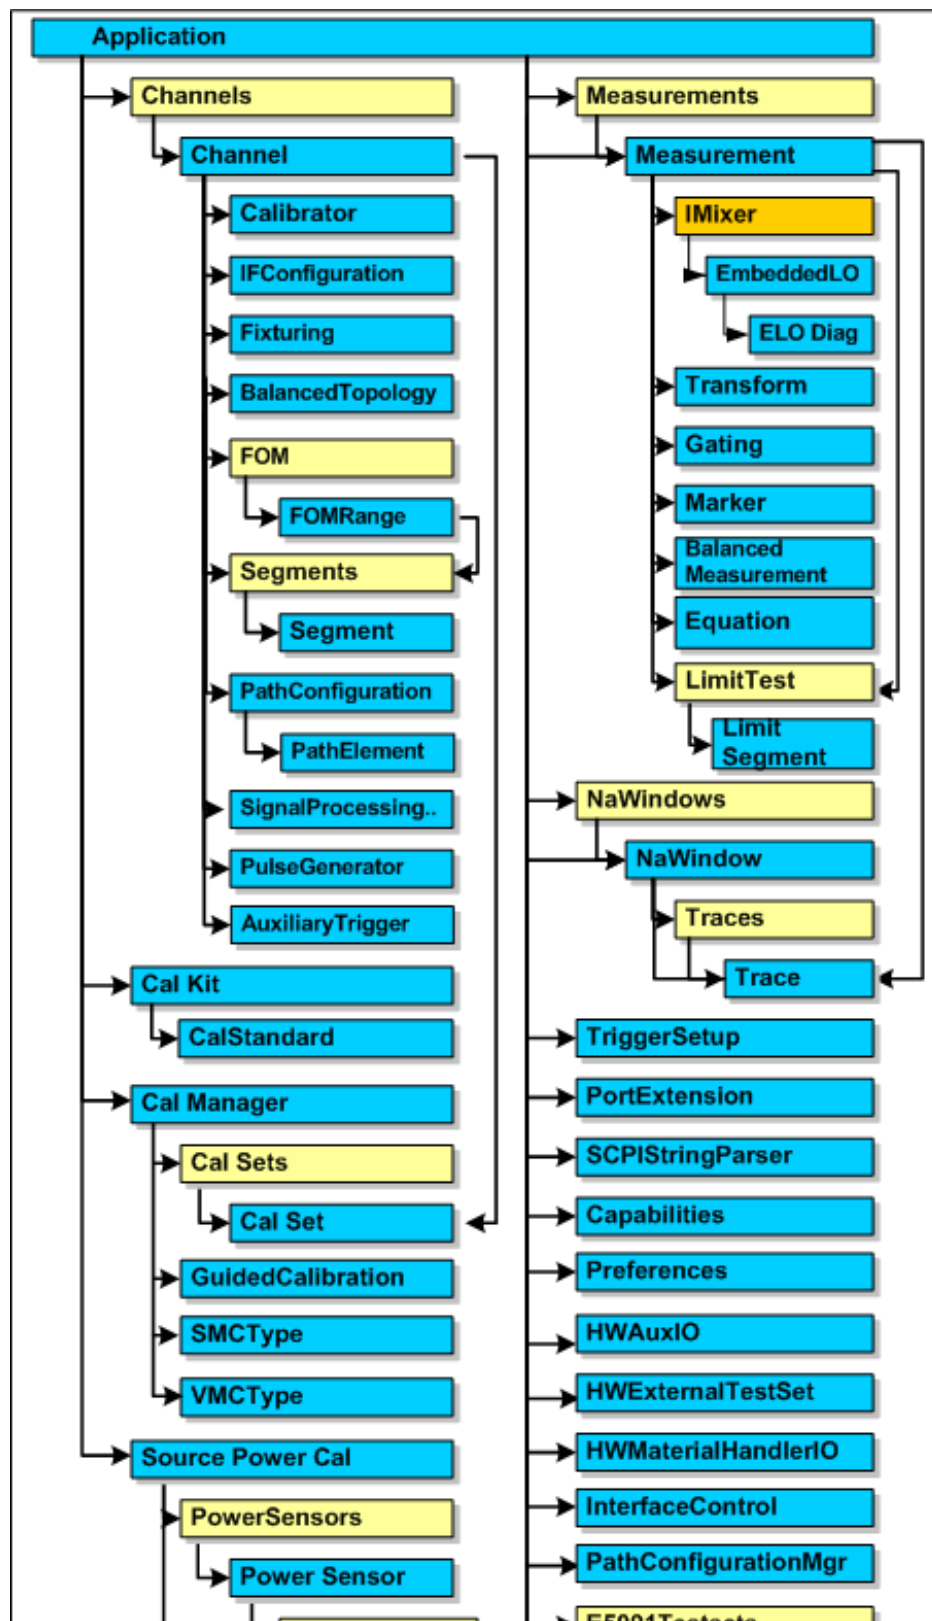 Application
Channels
Channel
Calibrator
IFConfiguration
Fixturing
BalancedTopology
FOM
FOMRange
Segments
Segment
PathConfiguration
PathElement
SignalProcessing..
PulseGenerator
AuxiliaryTrigger
Cal Kit
CalStandard
Cal Manager
Cal Sets
Cal Set
GuidedCalibration
SMCType
VMCType
Source Power Cal
PowerSensors
Power Sensor
Measurements
Measurement
IMixer
EmbeddedLO
ELO Diag
Transform
Gating
Marker
Balanced
Measurement
Equation
LimitTest
Limit
Segment
NaWindows
NaWindow
Traces
Trace
TriggerSetup
PortExtension
SCPIStringParser
Capabilities
Preferences
HWAuxIO
HWExternalTestSet
HWMaterialHandlerIO
InterfaceControl
PathConfigurationMgr